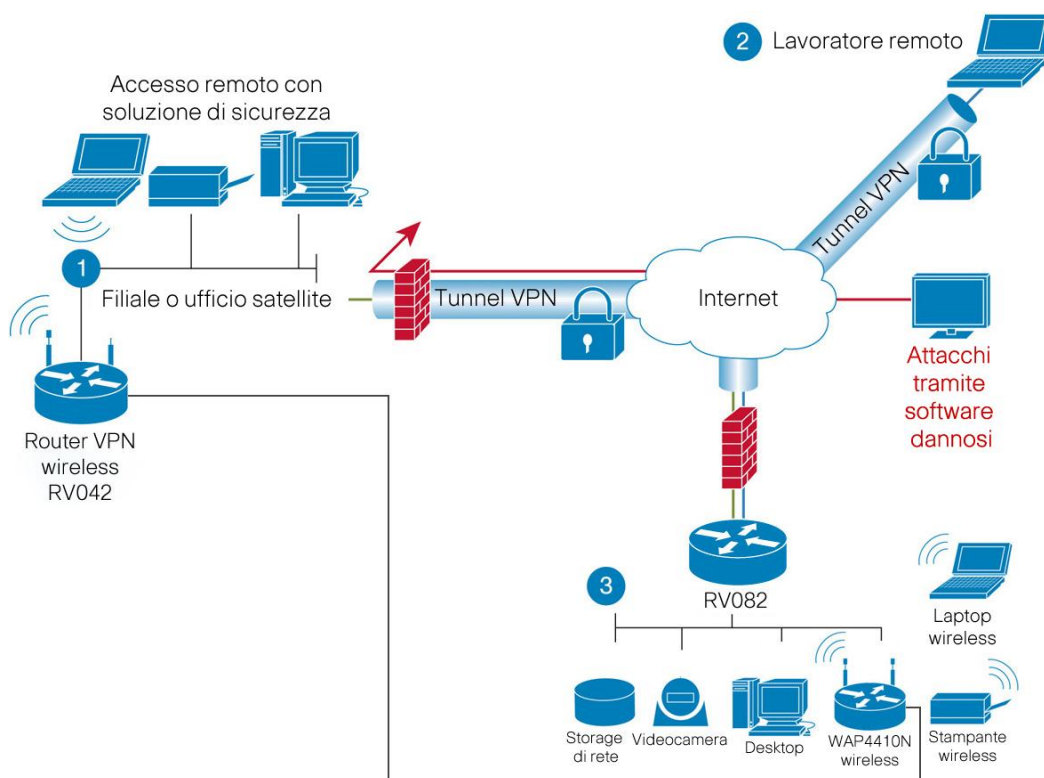 2 Lavoratore remoto
Accesso remoto con
soluzione di sicurezza
1
Filiale o ufficio satellite
Tunnel VPN
Tunnel VPN
Internet
Attacchi
tramite
software
dannosi
Router VPN
wireless
RV042
RV082
3
Laptop
wireless
Storage
di rete
Videocamera
Desktop
WAP4410N
wireless
Stampante
wireless